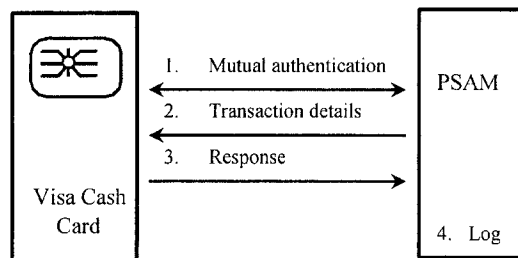 1. Mutual authentication
PSAM
2. Transaction details
3. Response
Visa Cash
Card
4. Log